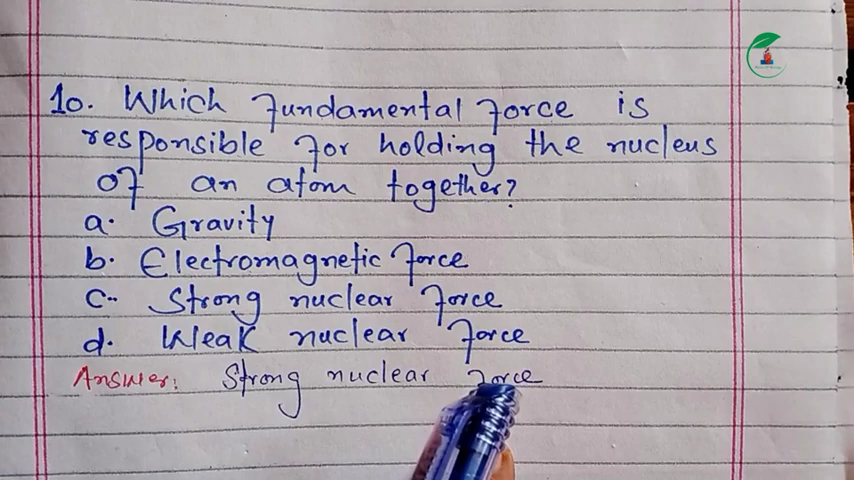 10. Which fundamental force is
responsible for holding the nucleus
of an atom together?
a. Gravity
b. Electromagnetic force
c. Strong nuclear force
d. Weak nuclear force
Answer: Strong nuclear force